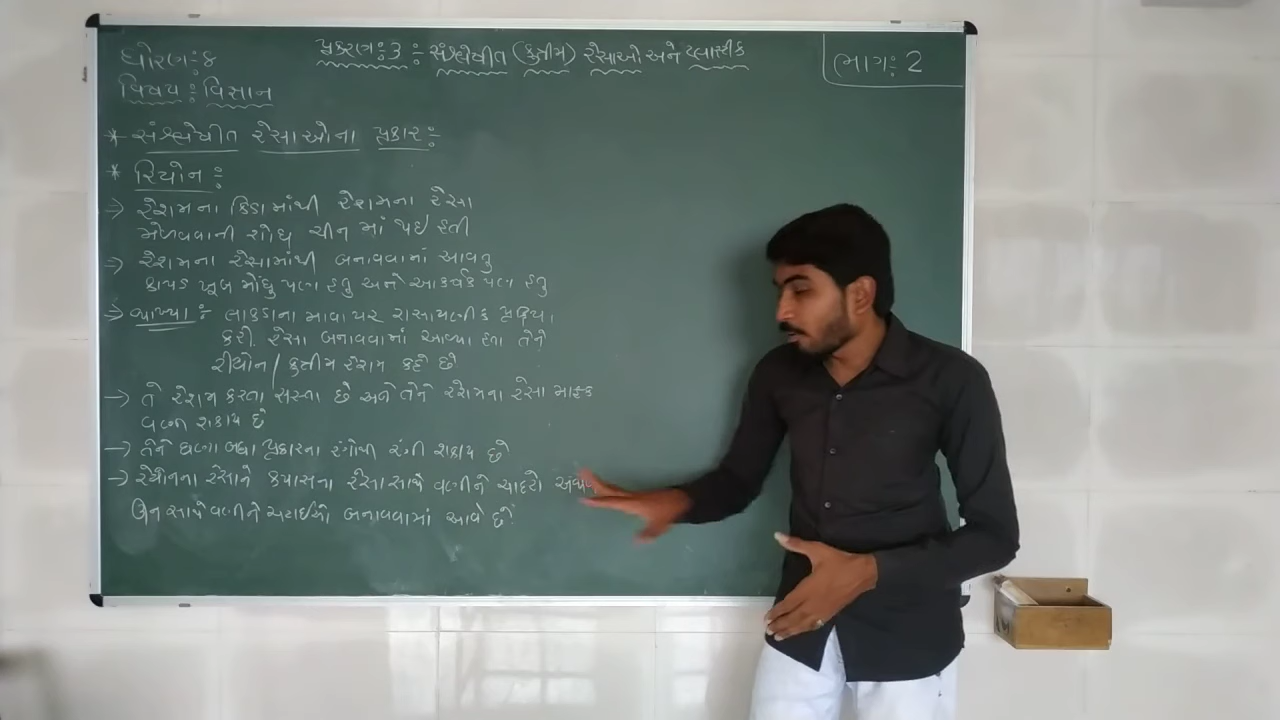 ધોરણ:૪
પ્રકરણ:3 : સંશ્લેષીત (કૃત્રીમ) રેસાઓ અને પ્લાસ્ટીક
ભાગ: 2
વિષય : વિજ્ઞાન
* સંશ્લેષીત રેસાઓના પ્રકાર :
* રિયોન :
→ રેશમના કિડામાંથી રેશમના રેસા
મેળવવાની શોધ ચીન માં થઈ હતી
→ રેશમના રેસામાંથી બનાવવામાં આવતુ
કાપડ ખૂબ મોંઘુ પણ હતુ અને આકર્ષક પણ હતુ
→ વ્યાખ્યા : લાકડાના માવા પર રાસાયણીક પ્રક્રિયા
કરી રેસા બનાવવામાં આવ્યા હતા તેને
રીયોન / કૃત્રીમ રેશમ કહે છે
→ તે રેશમ કરતા સસ્તા છે અને તેને રેશમના રેસા માફક
વણી શકાય છે
→ તેને ઘણા બધા પ્રકારના રંગોથી રંગી શકાય છે
→ રેયોનના રેસાને કપાસના રેસા સાથે વણીને ચાદરો
ઊન સાથે વણીને ચટાઈઓ બનાવવામાં આવે છે.